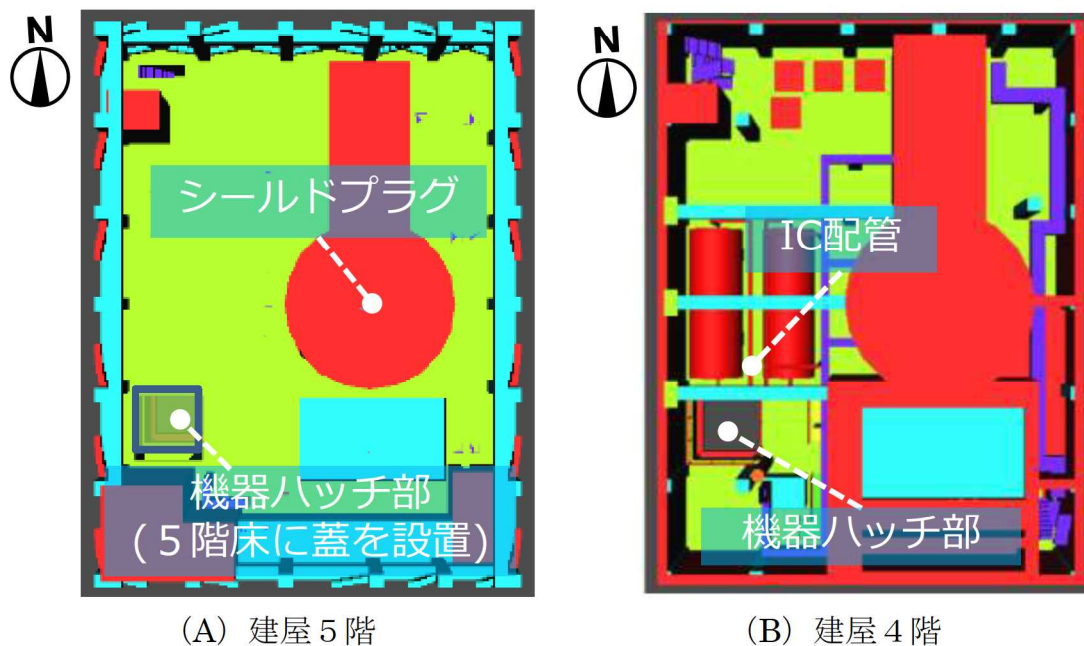 N
シールドプラグ
機器ハッチ部
(５階床に蓋を設置)
(A) 建屋５階
N
IC配管
機器ハッチ部
(B) 建屋４階